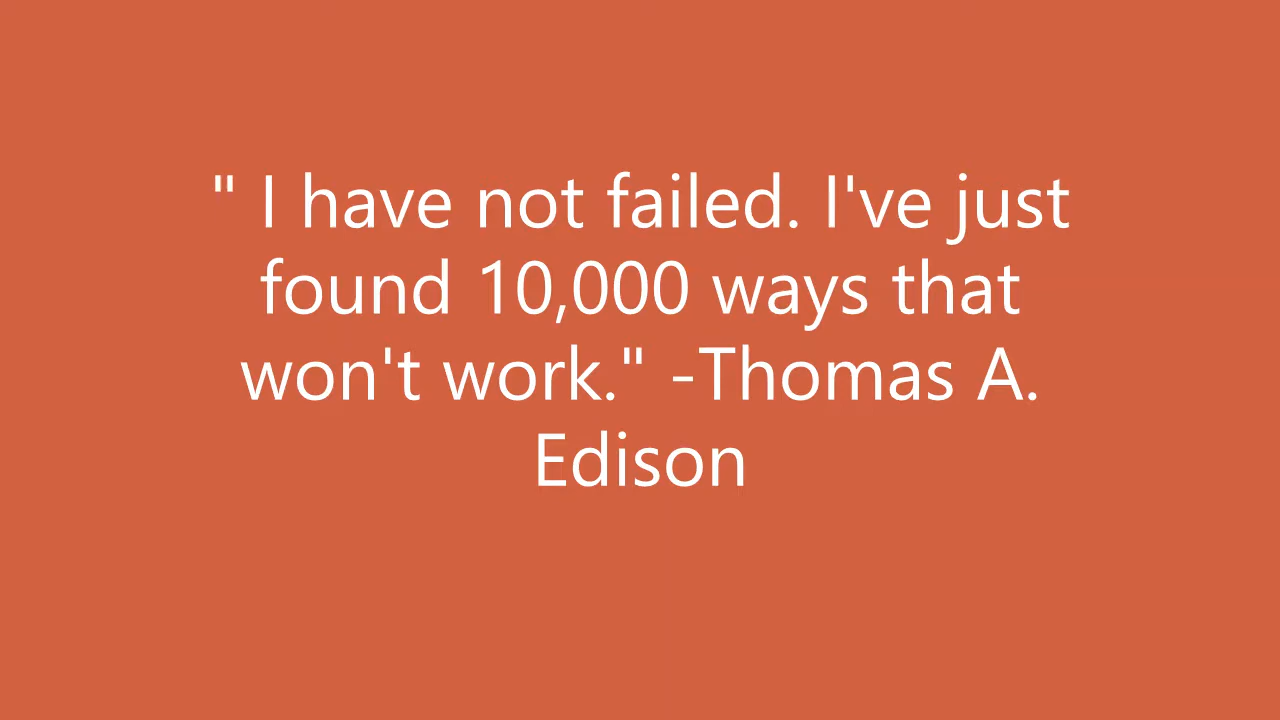 " I have not failed. I've just
found 10,000 ways that
won't work." -Thomas A.
Edison